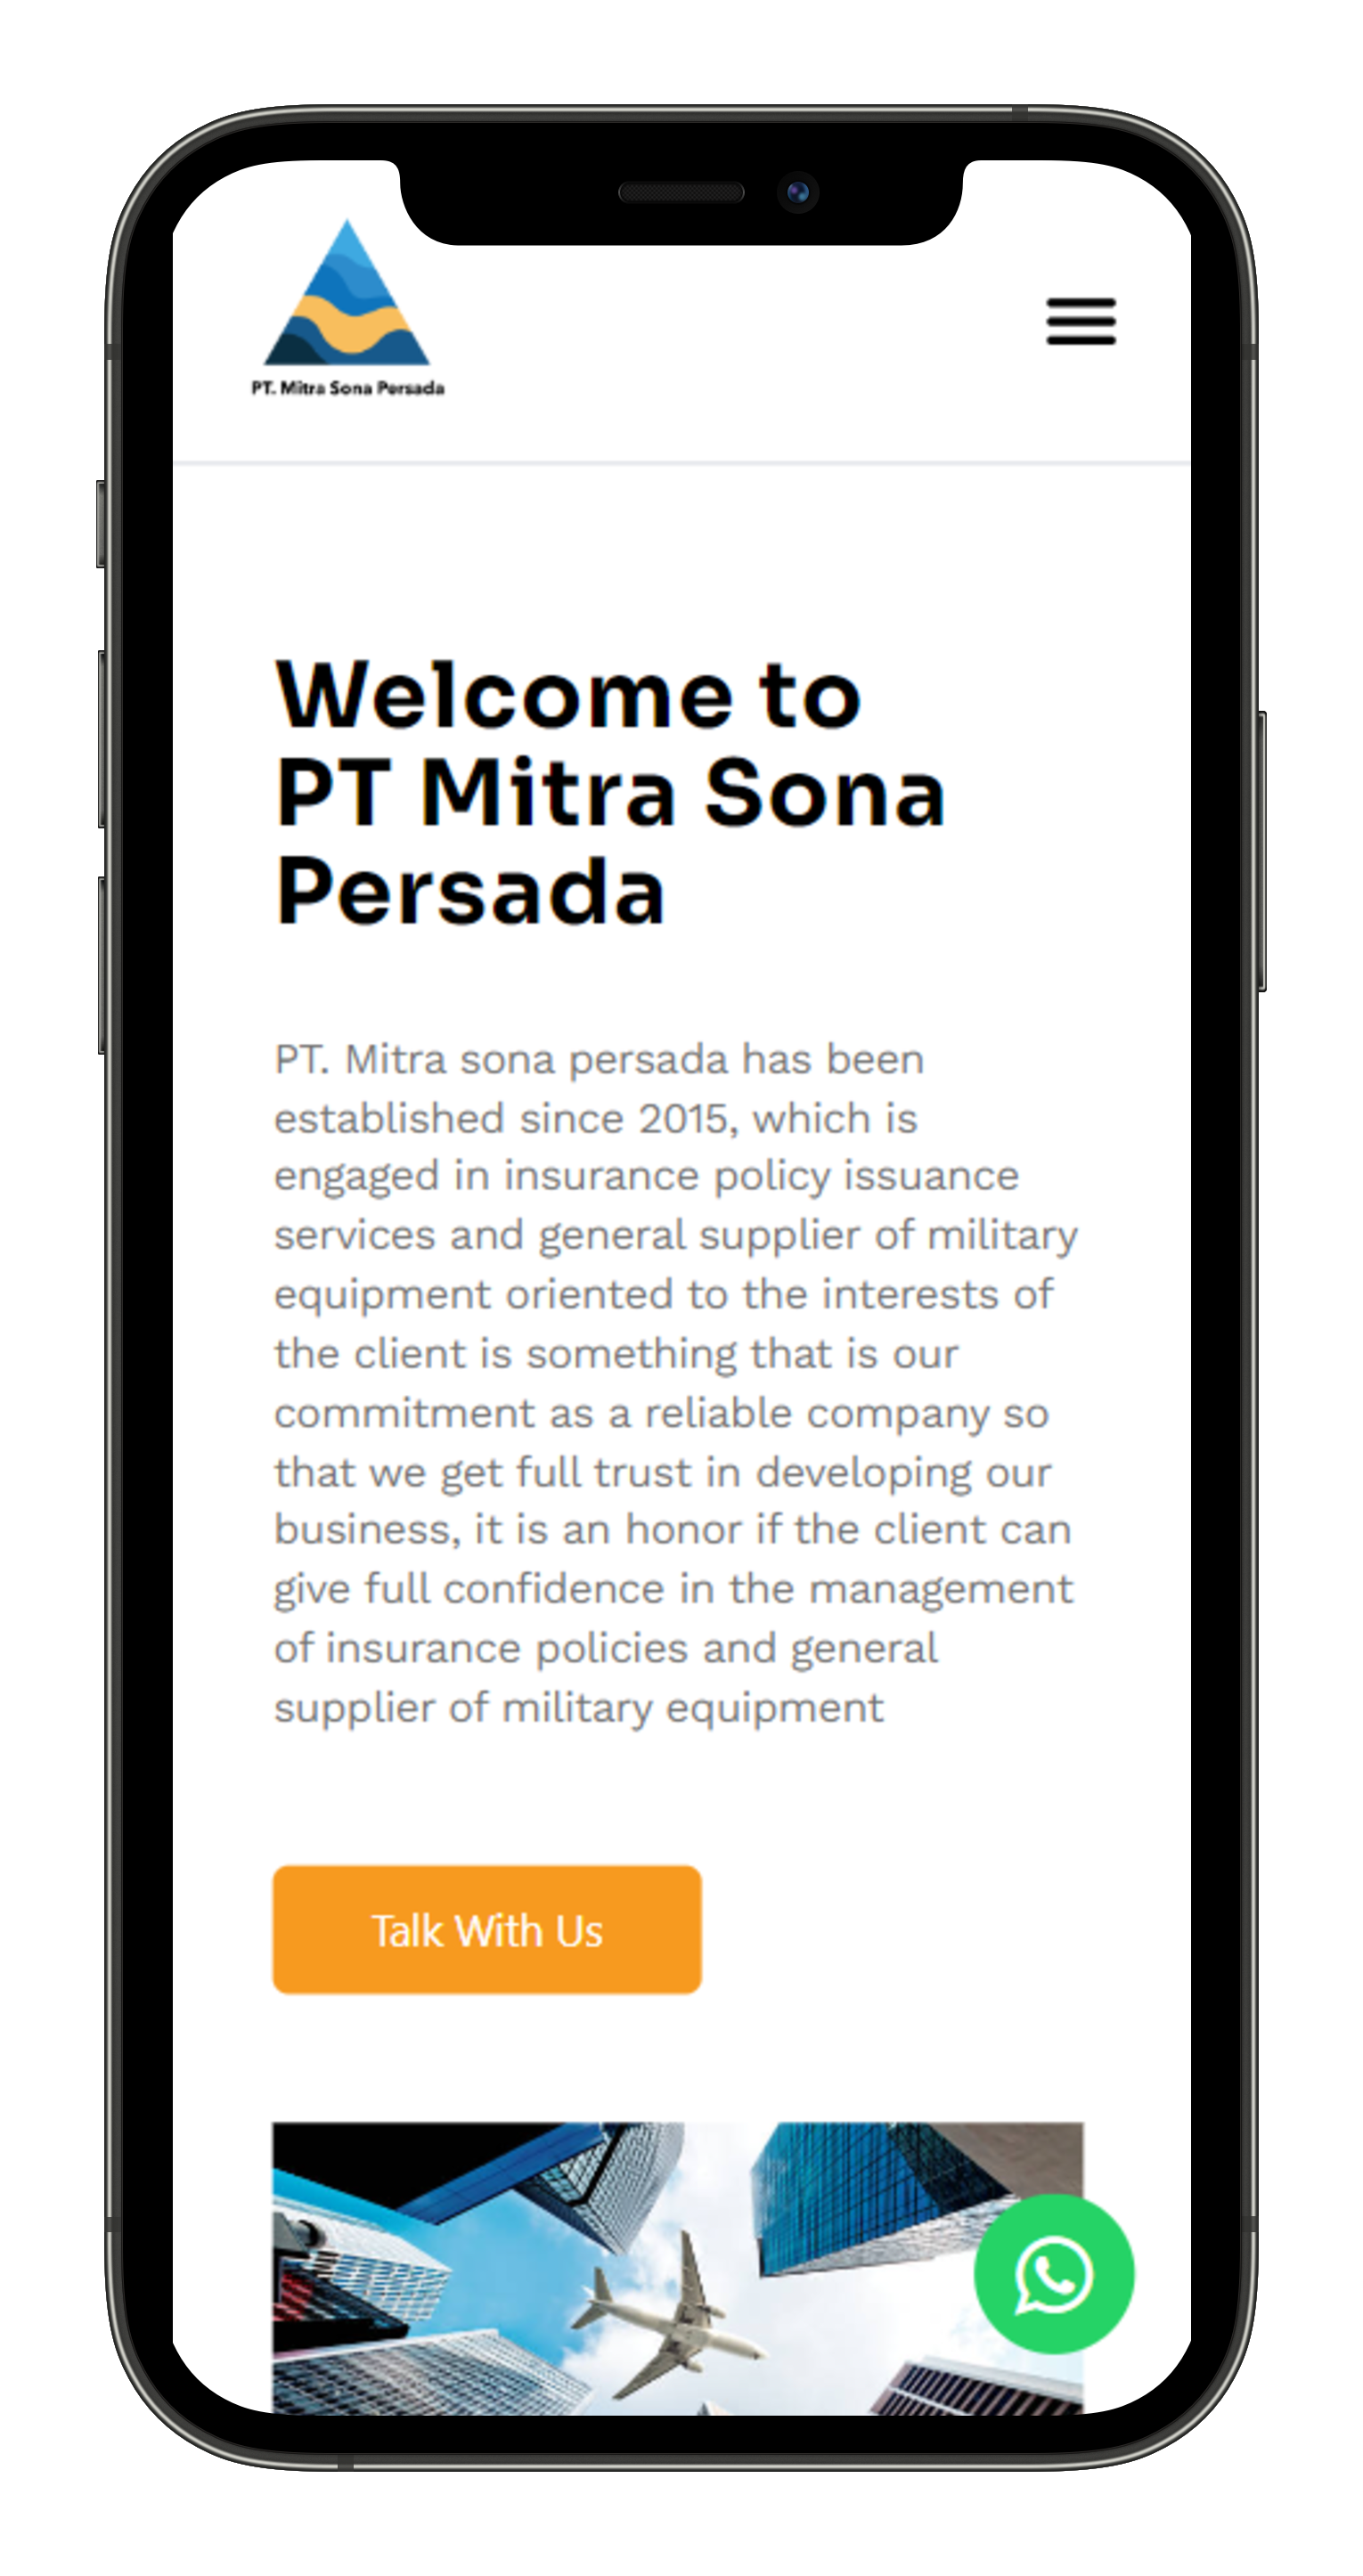 PT. Mitra Sona Persada
Welcome to
PT Mitra Sona
Persada
PT. Mitra sona persada has been
established since 2015, which is
engaged in insurance policy issuance
services and general supplier of military
equipment oriented to the interests of
the client is something that is our
commitment as a reliable company so
that we get full trust in developing our
business, it is an honor if the client can
give full confidence in the management
of insurance policies and general
supplier of military equipment
Talk With Us